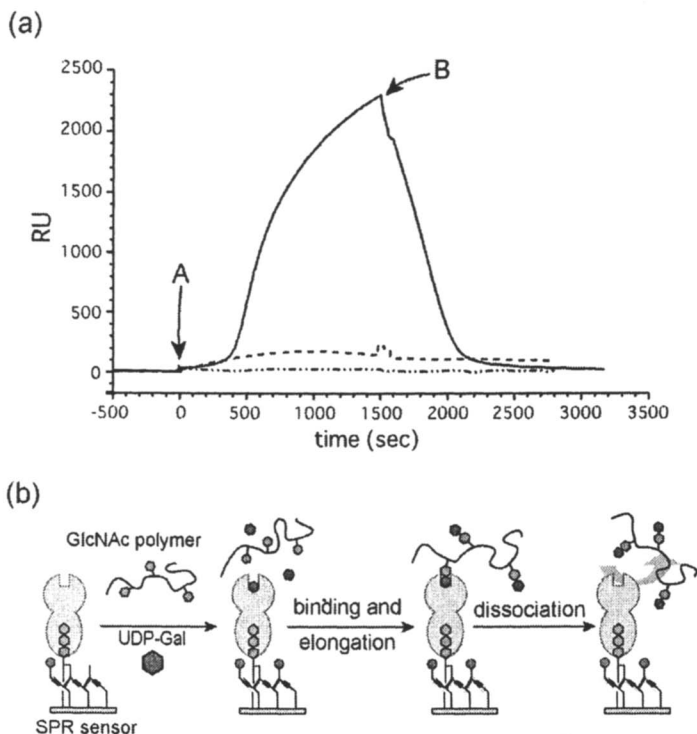 (a)
2500
2000
1500
1000
500
0
RU
A
B
-500 0 500 1000 1500 2000 2500 3000 3500
time (sec)
(b)
GlcNAc polymer
UDP-Gal
binding and
elongation
dissociation
SPR sensor